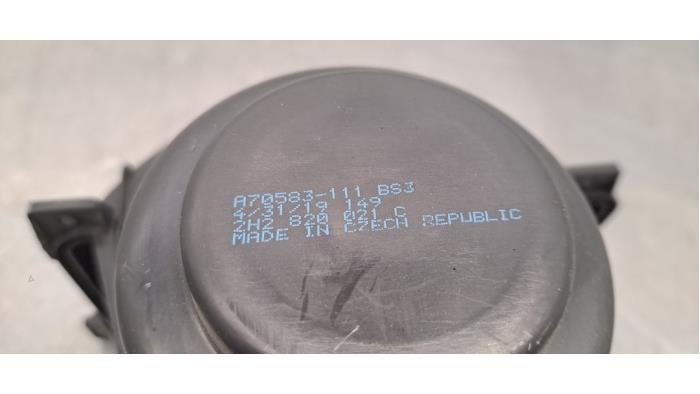 A70583-111 BS3
4/31/19 149
2H2 820 021 C
MADE IN CZECH REPUBLIC